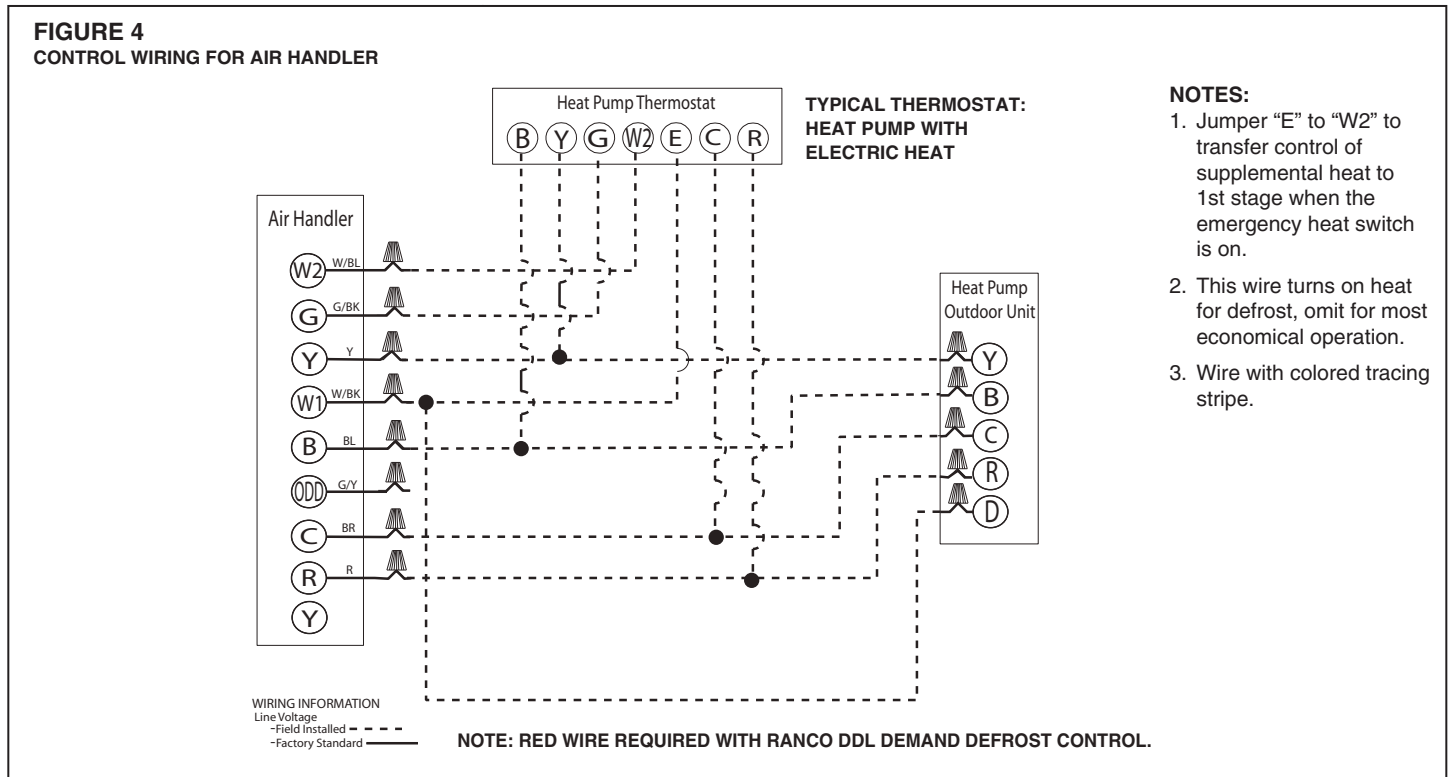 FIGURE 4
CONTROL WIRING FOR AIR HANDLER
Heat Pump Thermostat
B Y G W2 E C R
TYPICAL THERMOSTAT:
HEAT PUMP WITH
ELECTRIC HEAT
Air Handler
W2 W/BL
G G/BK
Y Y
W1 W/BK
B BL
ODD G/Y
C BR
R R
Y
Heat Pump
Outdoor Unit
Y
B
C
R
D
NOTES:
1. Jumper “E” to “W2” to
transfer control of
supplemental heat to
1st stage when the
emergency heat switch
is on.
2. This wire turns on heat
for defrost, omit for most
economical operation.
3. Wire with colored tracing
stripe.
WIRING INFORMATION
Line Voltage
-Field Installed
-Factory Standard
NOTE: RED WIRE REQUIRED WITH RANCO DDL DEMAND DEFROST CONTROL.